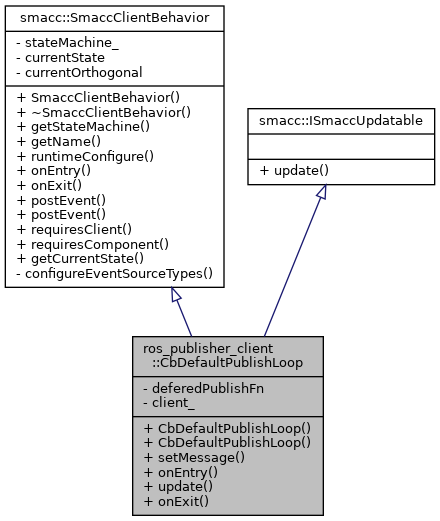 smacc::SmaccClientBehavior
- stateMachine_
- currentState
- currentOrthogonal
+ SmaccClientBehavior()
+ ~SmaccClientBehavior()
+ getStateMachine()
+ getName()
+ runtimeConfigure()
+ onEntry()
+ onExit()
+ postEvent()
+ postEvent()
+ requiresClient()
+ requiresComponent()
+ getCurrentState()
- configureEventSourceTypes()
smacc::ISmaccUpdatable
+ update()
ros_publisher_client
::CbDefaultPublishLoop
- deferedPublishFn
- client_
+ CbDefaultPublishLoop()
+ CbDefaultPublishLoop()
+ setMessage()
+ onEntry()
+ update()
+ onExit()